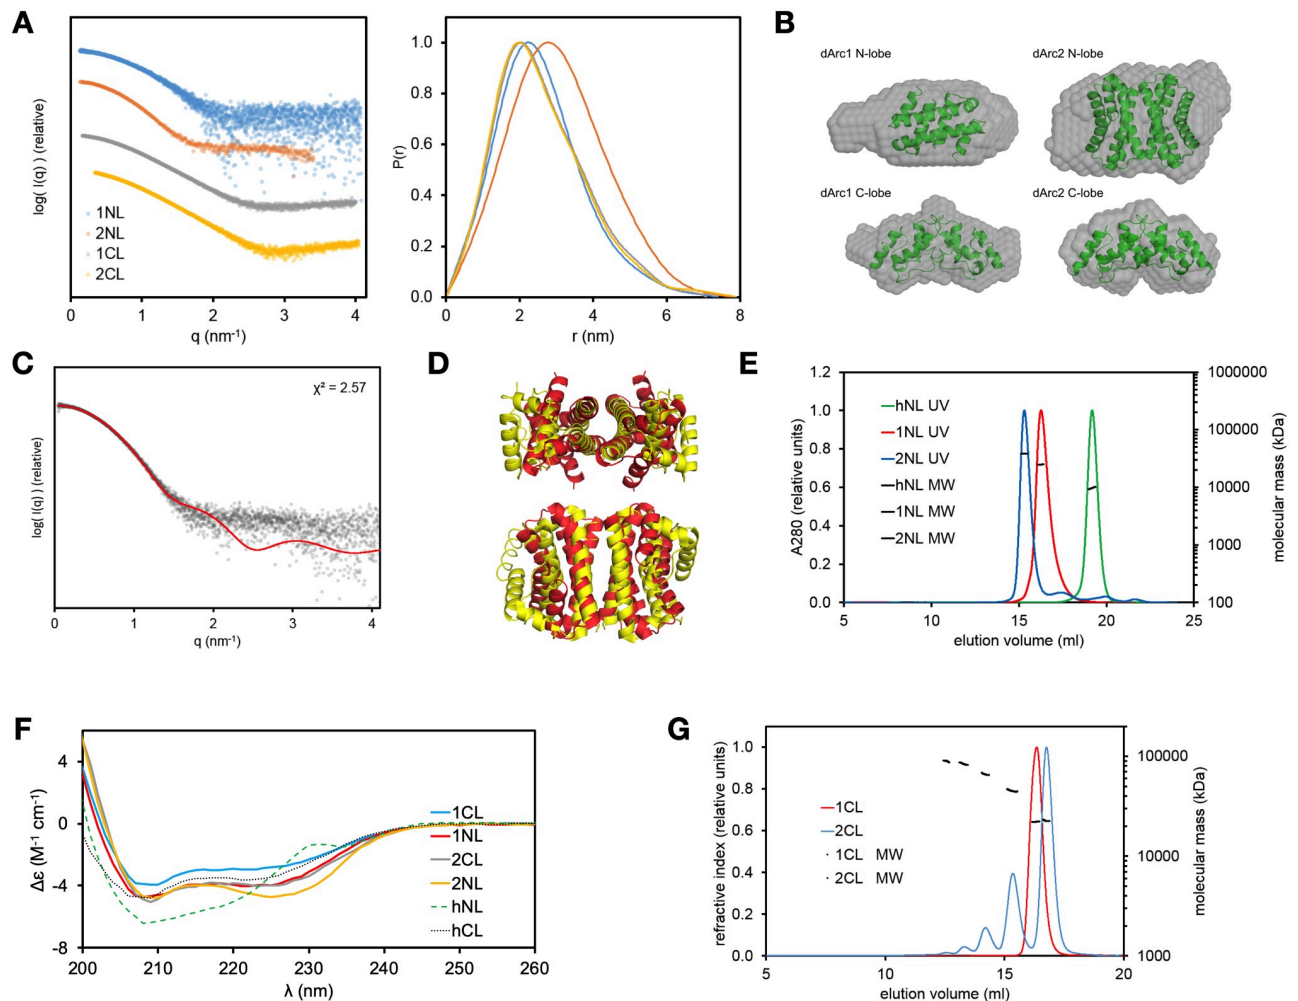 A
log( I(q) ) (relative)
1NL
2NL
1CL
2CL
0 1 2 3 4
q (nm⁻¹)
P(r)
1.0
0.8
0.6
0.4
0.2
0.0
0 2 4 6 8
r (nm)
B
dArc1 N-lobe dArc2 N-lobe
dArc1 C-lobe dArc2 C-lobe
C
χ² = 2.57
log( I(q) ) (relative)
0 1 2 3 4
q (nm⁻¹)
D
E
A280 (relative units)
1.2
1.0
0.8
0.6
0.4
0.2
0.0
hNL UV
1NL UV
2NL UV
hNL MW
1NL MW
2NL MW
1000000
100000
10000
1000
100
molecular mass (kDa)
5 10 15 20 25
elution volume (ml)
F
Δε (M⁻¹ cm⁻¹)
4
0
-4
-8
1CL
1NL
2CL
2NL
hNL
hCL
200 210 220 230 240 250 260
λ (nm)
G
refractive index (relative units)
1.0
0.8
0.6
0.4
0.2
0.0
1CL
2CL
1CL MW
2CL MW
100000
10000
1000
molecular mass (kDa)
5 10 15 20
elution volume (ml)